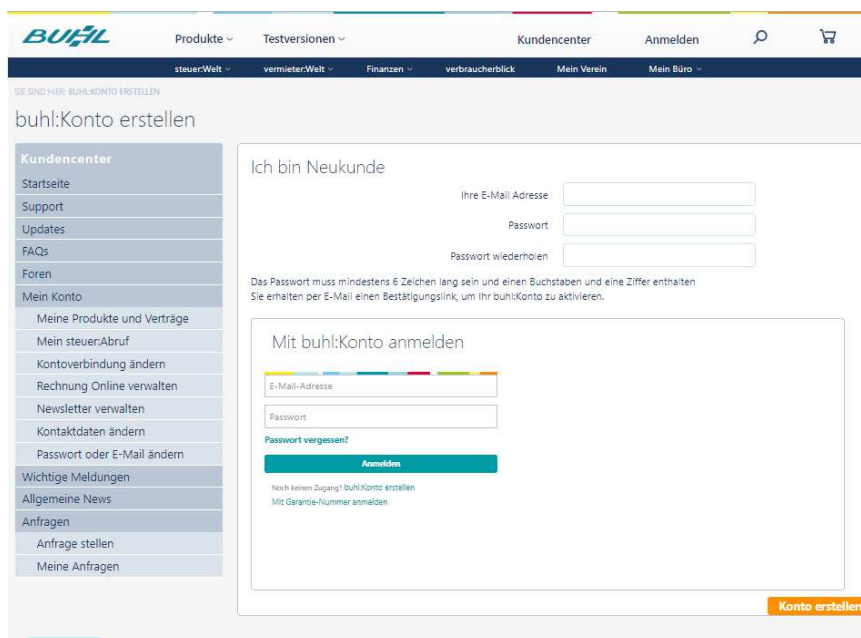 BUHL
Produkte
Testversionen
Kundencenter
Anmelden
steuer:Welt
vermieter:Welt
Finanzen
verbraucherblick
Mein Verein
Mein Büro
SIE SIND HIER: BUHL:KONTO ERSTELLEN
buhl:Konto erstellen
Kundencenter
Startseite
Support
Updates
FAQs
Foren
Mein Konto
Meine Produkte und Verträge
Mein steuer:Abruf
Kontoverbindung ändern
Rechnung Online verwalten
Newsletter verwalten
Kontaktdaten ändern
Passwort oder E-Mail ändern
Wichtige Meldungen
Allgemeine News
Anfragen
Anfrage stellen
Meine Anfragen
Ich bin Neukunde
Ihre E-Mail Adresse
Passwort
Passwort wiederholen
Das Passwort muss mindestens 6 Zeichen lang sein und einen Buchstaben und eine Ziffer enthalten
Sie erhalten per E-Mail einen Bestätigungslink, um Ihr buhl:Konto zu aktivieren.
Mit buhl:Konto anmelden
E-Mail-Adresse
Passwort
Passwort vergessen?
Anmelden
Noch keinen Zugang? buhl:Konto erstellen
Mit Garantie-Nummer anmelden
Konto erstellen